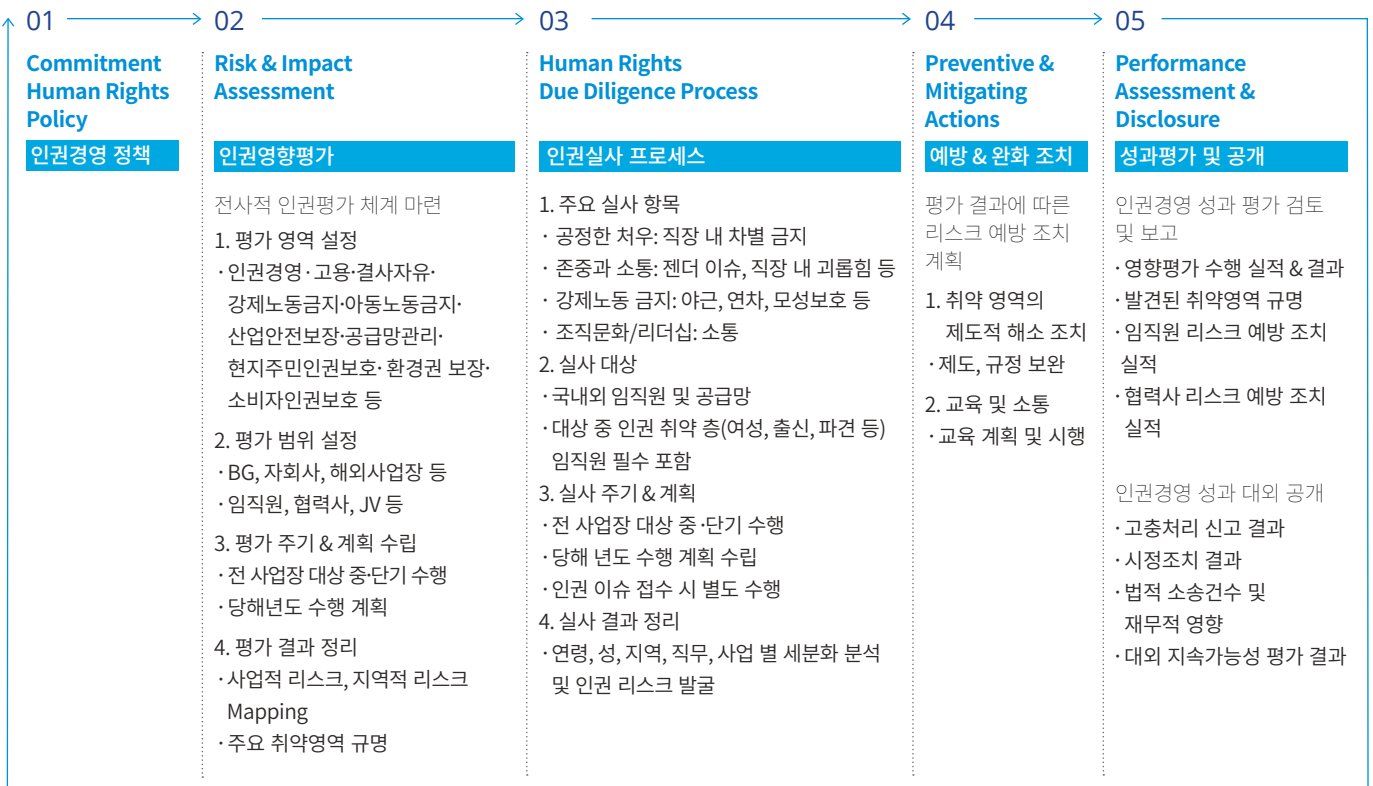 01
Commitment
Human Rights
Policy
인권경영 정책
02
Risk & Impact
Assessment
인권영향평가
전사적 인권평가 체계 마련
1. 평가 영역 설정
·인권경영·고용·결사자유·
강제노동금지·아동노동금지·
산업안전보장·공급망관리·
현지주민인권보호·환경권 보장·
소비자인권보호 등
2. 평가 범위 설정
·BG, 자회사, 해외사업장 등
·임직원, 협력사, JV 등
3. 평가 주기 & 계획 수립
·전 사업장 대상 중·단기 수행
·당해년도 수행 계획
4. 평가 결과 정리
·사업적 리스크, 지역적 리스크
Mapping
·주요 취약영역 규명
03
Human Rights
Due Diligence Process
인권실사 프로세스
1. 주요 실사 항목
· 공정한 처우: 직장 내 차별 금지
· 존중과 소통: 젠더 이슈, 직장 내 괴롭힘 등
· 강제노동 금지: 야근, 연차, 모성보호 등
· 조직문화/리더십: 소통
2. 실사 대상
·국내외 임직원 및 공급망
·대상 중 인권 취약 층(여성, 출신, 파견 등)
임직원 필수 포함
3. 실사 주기 & 계획
·전 사업장 대상 중·단기 수행
·당해 년도 수행 계획 수립
·인권 이슈 접수 시 별도 수행
4. 실사 결과 정리
·연령, 성, 지역, 직무, 사업 별 세분화 분석
및 인권 리스크 발굴
04
Preventive &
Mitigating
Actions
예방 & 완화 조치
평가 결과에 따른
리스크 예방 조치
계획
1. 취약 영역의
제도적 해소 조치
·제도, 규정 보완
2. 교육 및 소통
·교육 계획 및 시행
05
Performance
Assessment &
Disclosure
성과평가 및 공개
인권경영 성과 평가 검토
및 보고
·영향평가 수행 실적 & 결과
·발견된 취약영역 규명
·임직원 리스크 예방 조치
실적
·협력사 리스크 예방 조치
실적
인권경영 성과 대외 공개
·고충처리 신고 결과
·시정조치 결과
·법적 소송건수 및
재무적 영향
·대외 지속가능성 평가 결과